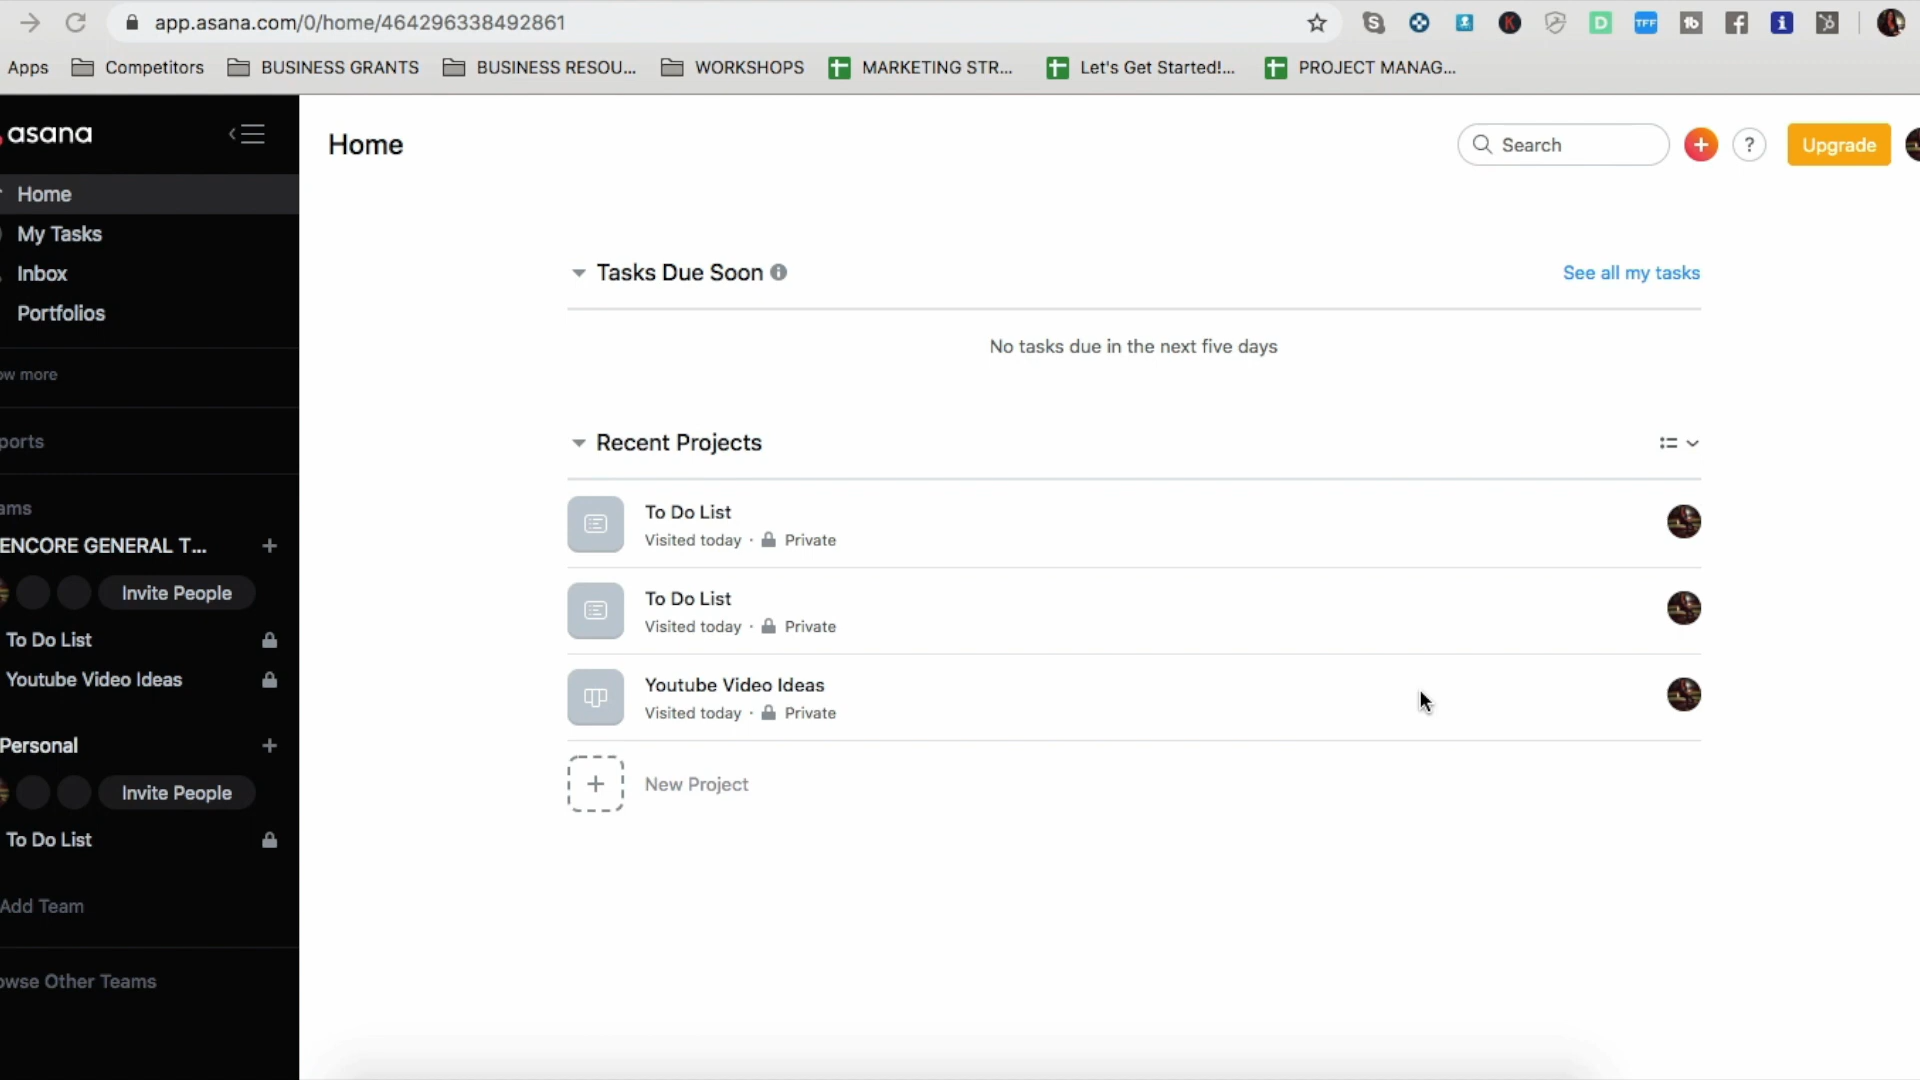 app.asana.com/0/home/464296338492861
Apps
Competitors
BUSINESS GRANTS
BUSINESS RESOU...
WORKSHOPS
MARKETING STR...
Let's Get Started!...
PROJECT MANAG...
asana
Home
Search
?
Upgrade
Home
My Tasks
Inbox
Portfolios
ow more
ports
ams
ENCORE GENERAL T...
Invite People
To Do List
Youtube Video Ideas
Personal
Invite People
To Do List
Add Team
owse Other Teams
Tasks Due Soon
See all my tasks
No tasks due in the next five days
Recent Projects
To Do List
Visited today · Private
To Do List
Visited today · Private
Youtube Video Ideas
Visited today · Private
New Project